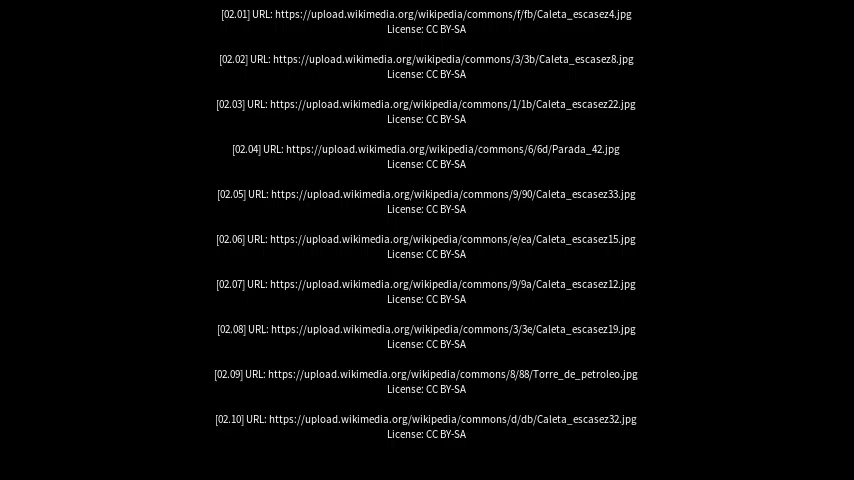 [02.01] URL: https://upload.wikimedia.org/wikipedia/commons/f/fb/Caleta_escasez4.jpg
License: CC BY-SA
[02.02] URL: https://upload.wikimedia.org/wikipedia/commons/3/3b/Caleta_escasez8.jpg
License: CC BY-SA
[02.03] URL: https://upload.wikimedia.org/wikipedia/commons/1/1b/Caleta_escasez22.jpg
License: CC BY-SA
[02.04] URL: https://upload.wikimedia.org/wikipedia/commons/6/6d/Parada_42.jpg
License: CC BY-SA
[02.05] URL: https://upload.wikimedia.org/wikipedia/commons/9/90/Caleta_escasez33.jpg
License: CC BY-SA
[02.06] URL: https://upload.wikimedia.org/wikipedia/commons/e/ea/Caleta_escasez15.jpg
License: CC BY-SA
[02.07] URL: https://upload.wikimedia.org/wikipedia/commons/9/9a/Caleta_escasez12.jpg
License: CC BY-SA
[02.08] URL: https://upload.wikimedia.org/wikipedia/commons/3/3e/Caleta_escasez19.jpg
License: CC BY-SA
[02.09] URL: https://upload.wikimedia.org/wikipedia/commons/8/88/Torre_de_petroleo.jpg
License: CC BY-SA
[02.10] URL: https://upload.wikimedia.org/wikipedia/commons/d/db/Caleta_escasez32.jpg
License: CC BY-SA